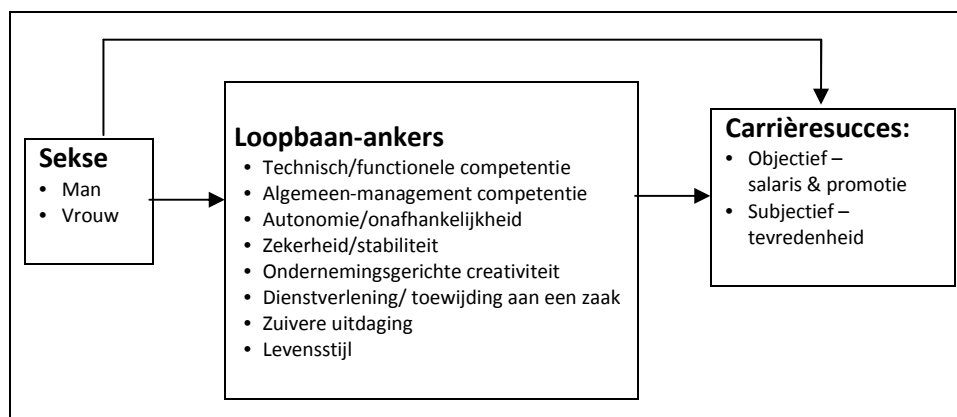 Sekse
• Man
• Vrouw
Loopbaan-ankers
• Technisch/functionele competentie
• Algemeen-management competentie
• Autonomie/onafhankelijkheid
• Zekerheid/stabiliteit
• Ondernemingsgerichte creativiteit
• Dienstverlening/ toewijding aan een zaak
• Zuivere uitdaging
• Levensstijl
Carrièresucces:
• Objectief –
salaris & promotie
• Subjectief –
tevredenheid